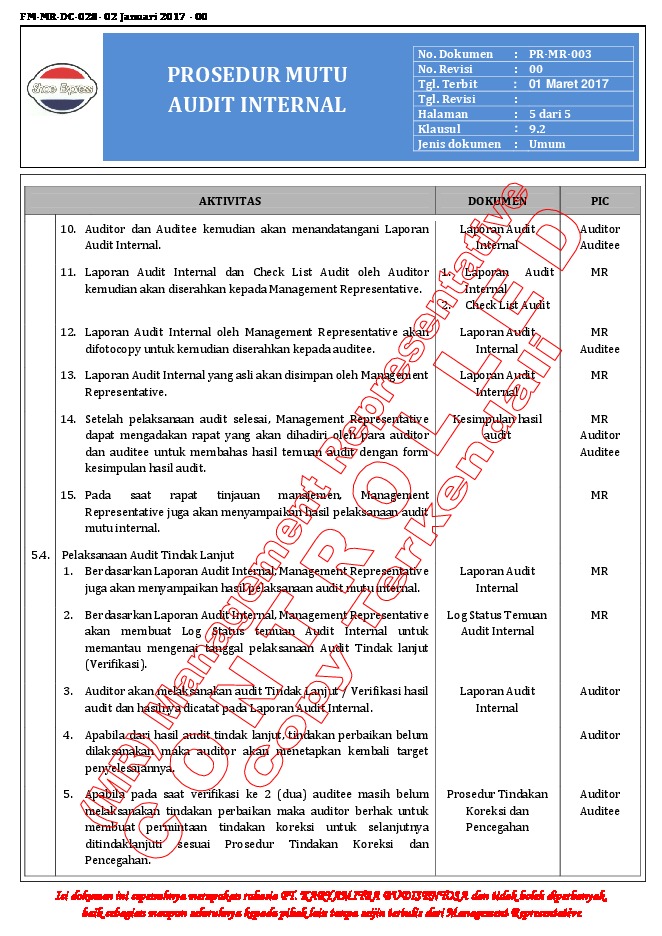 FM-MR-DC-028- 02 Januari 2017 - 00
Shoe Express
PROSEDUR MUTU
AUDIT INTERNAL
No. Dokumen : PR-MR-003
No. Revisi : 00
Tgl. Terbit : 01 Maret 2017
Tgl. Revisi :
Halaman : 5 dari 5
Klausul : 9.2
Jenis dokumen : Umum
AKTIVITAS DOKUMEN PIC
10. Auditor dan Auditee kemudian akan menandatangani Laporan Laporan Audit Auditor
Audit Internal. Internal Auditee
11. Laporan Audit Internal dan Check List Audit oleh Auditor 1. Laporan Audit MR
kemudian akan diserahkan kepada Management Representative. Internal
2. Check List Audit
12. Laporan Audit Internal oleh Management Representative akan Laporan Audit MR
difotocopy untuk kemudian diserahkan kepada auditee. Internal Auditee
13. Laporan Audit Internal yang asli akan disimpan oleh Management Laporan Audit MR
Representative. Internal
14. Setelah pelaksanaan audit selesai, Management Representative Kesimpulan hasil MR
dapat mengadakan rapat yang akan dihadiri oleh para auditor audit Auditor
dan auditee untuk membahas hasil temuan audit dengan form Auditee
kesimpulan hasil audit.
15. Pada saat rapat tinjauan manajemen, Management MR
Representative juga akan menyampaikan hasil pelaksanaan audit
mutu internal.
5.4. Pelaksanaan Audit Tindak Lanjut
1. Berdasarkan Laporan Audit Internal, Management Representative Laporan Audit MR
juga akan menyampaikan hasil pelaksanaan audit mutu internal. Internal
2. Berdasarkan Laporan Audit Internal, Management Representative Log Status Temuan MR
akan membuat Log Status temuan Audit Internal untuk Audit Internal
memantau mengenai tanggal pelaksanaan Audit Tindak lanjut
(Verifikasi).
3. Auditor akan melaksanakan audit Tindak Lanjut / Verifikasi hasil Laporan Audit Auditor
audit dan hasilnya dicatat pada Laporan Audit Internal. Internal
4. Apabila dari hasil audit tindak lanjut, tindakan perbaikan belum Auditor
dilaksanakan maka auditor akan menetapkan kembali target
penyelesaiannya.
5. Apabila pada saat verifikasi ke 2 (dua) auditee masih belum Prosedur Tindakan Auditor
melaksanakan tindakan perbaikan maka auditor berhak untuk Koreksi dan Auditee
membuat permintaan tindakan koreksi untuk selanjutnya Pencegahan
ditindaklanjuti sesuai Prosedur Tindakan Koreksi dan
Pencegahan.
(MR) Management Representative
CONTROLLED
Copy Terkendali
Isi dokumen ini sepenuhnya merupakan rahasia PT. KARYAMITRA BUDISENTOSA dan tidak boleh diperbanyak,
baik sebagian maupun seluruhnya kepada pihak lain tanpa seijin tertulis dari Management Representative